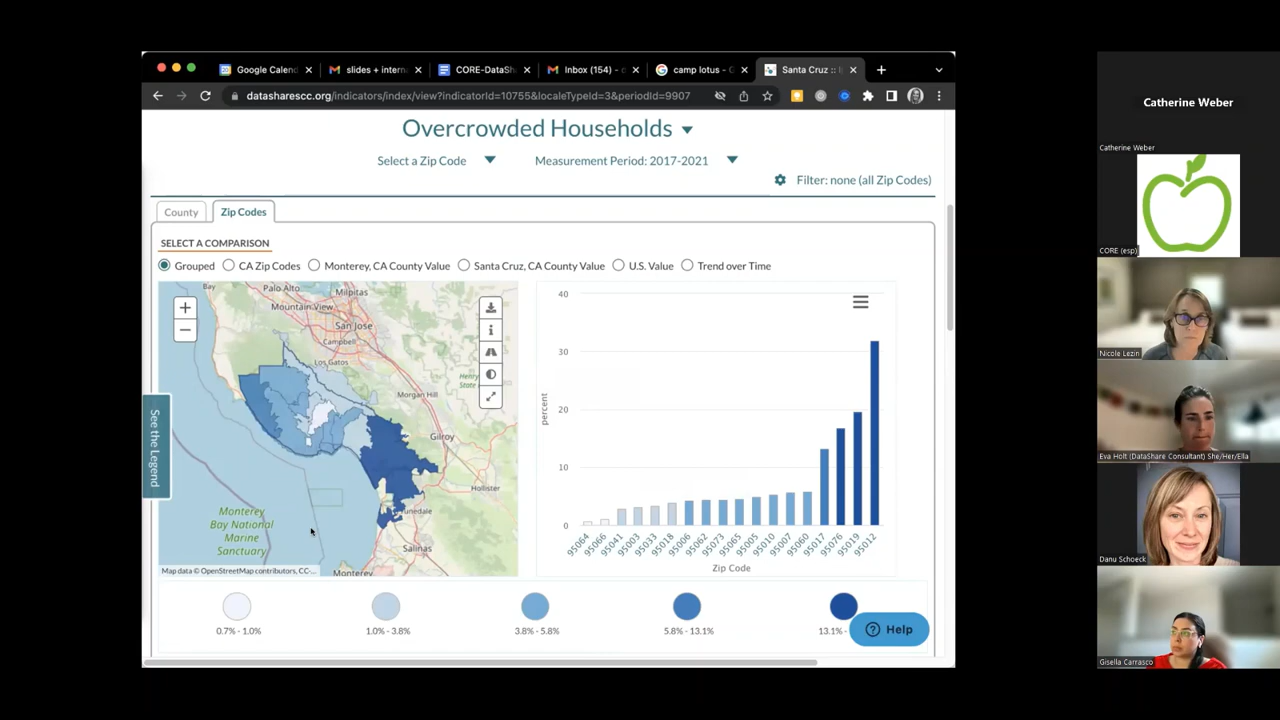 Google Calend
slides + intern
CORE-DataSh
Inbox (154) - c
camp lotus - G
Santa Cruz :: I
datasharescc.org/indicators/index/view?indicatorId=10755&localeTypeId=3&periodId=9907
Overcrowded Households
Select a Zip Code
Measurement Period: 2017-2021
Filter: none (all Zip Codes)
County
Zip Codes
SELECT A COMPARISON
Grouped
CA Zip Codes
Monterey, CA County Value
Santa Cruz, CA County Value
U.S. Value
Trend over Time
Bay
Palo Alto
Milpitas
Mountain View
San Jose
Campbell
Los Gatos
Henry
State
Morgan Hill
Gilroy
Hollister
unedale
Salinas
Monterey
Monterey
Bay National
Marine
Sanctuary
Map data © OpenStreetMap contributors, CC-...
See the Legend
40
30
20
10
0
percent
95064
95066
95041
95003
95033
95018
95006
95062
95073
95065
95005
95010
95007
95060
95017
95076
95019
95012
Zip Code
0.7% - 1.0%
1.0% - 3.8%
3.8% - 5.8%
5.8% - 13.1%
13.1% -
Help
Catherine Weber
Catherine Weber
CORE (esp)
Nicole Lezin
Eva Holt (DataShare Consultant) She/Her/Ella
Danu Schoeck
Gisella Carrasco